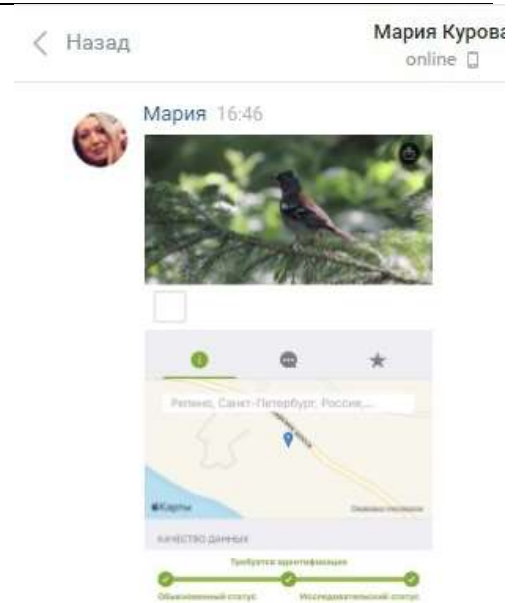 Назад
Мария Курова
online
Мария 16:46
Репино, Санкт-Петербург, Россия,...
Карты
КАЧЕСТВО ДАННЫХ
Требуется идентификация
Обыкновенный статус
Исследовательский статус